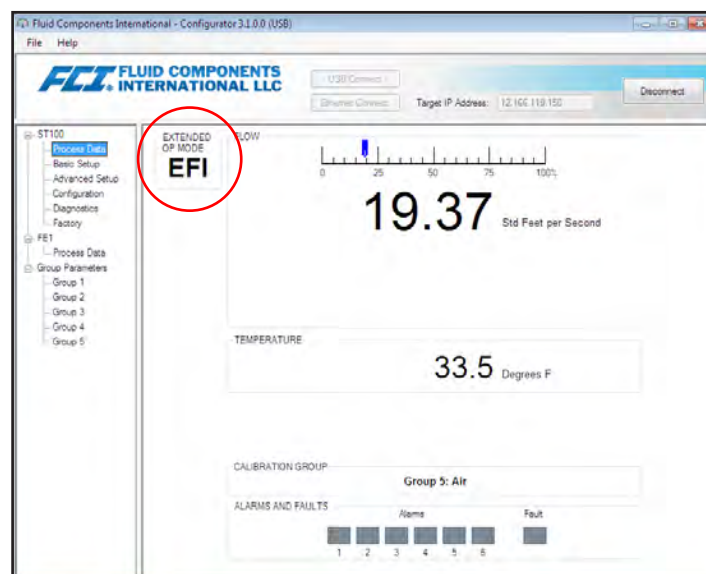 Fluid Components International - Configurator 3.1.0.0 (USB)
File Help
FCI. FLUID COMPONENTS
INTERNATIONAL LLC
USB Connect
Ethernet Connect Target IP Address: 12.166.118.150 Disconnect
ST100
Process Data
Basic Setup
Advanced Setup
Configuration
Diagnostics
Factory
FE1
Process Data
Group Parameters
Group 1
Group 2
Group 3
Group 4
Group 5
EXTENDED
OP MODE
EFI
FLOW
0 25 50 75 100%
19.37 Std Feet per Second
TEMPERATURE
33.5 Degrees F
CALIBRATION GROUP
Group 5: Air
ALARMS AND FAULTS
Alarms Fault
1 2 3 4 5 6